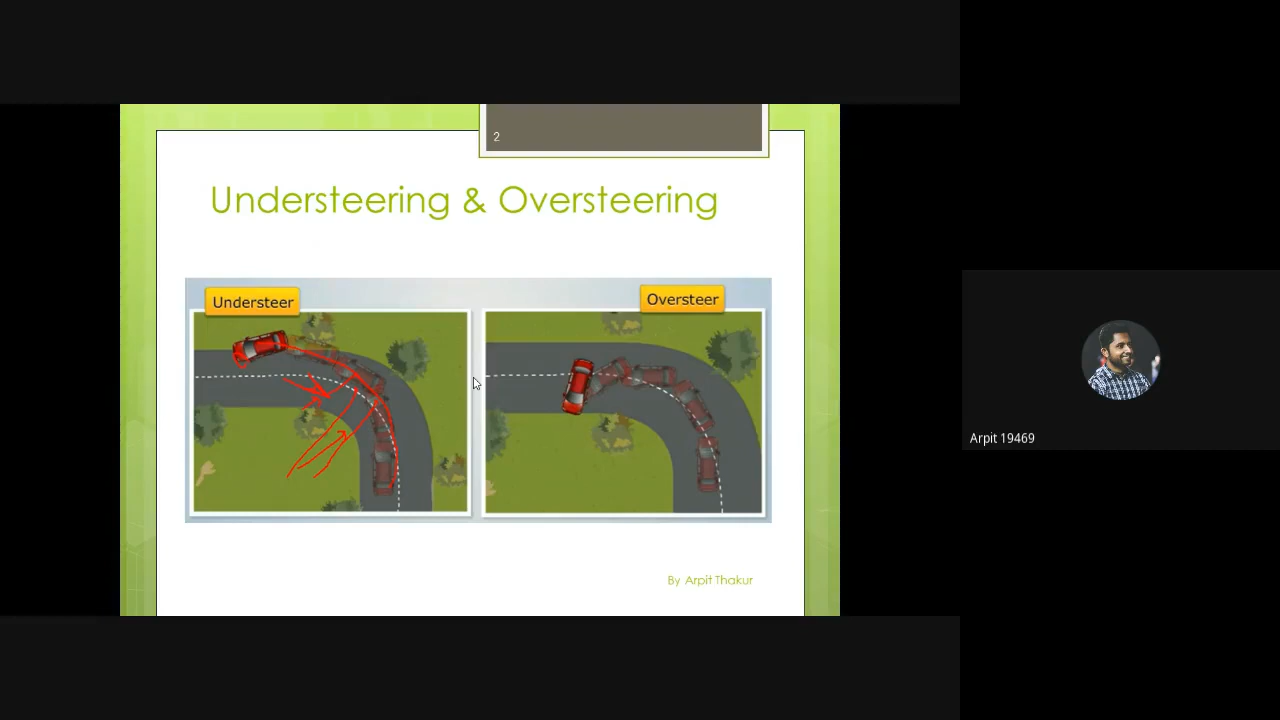 2
Understeering & Oversteering
Understeer
Oversteer
By Arpit Thakur
Arpit 19469